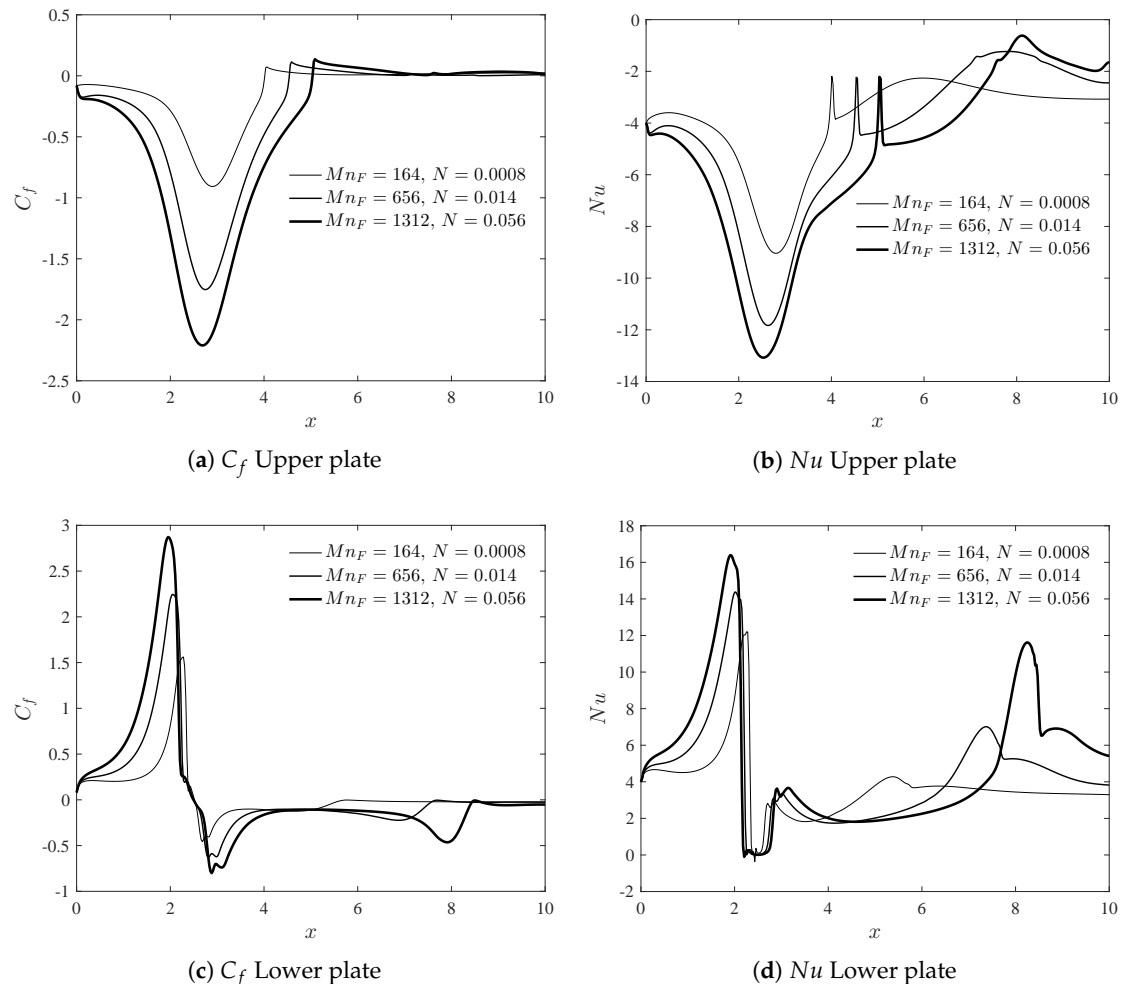 0.5
0
-0.5
-1
-1.5
-2
-2.5
C_f
Mn_F = 164, N = 0.0008
Mn_F = 656, N = 0.014
Mn_F = 1312, N = 0.056
0 2 4 6 8 10
x
(a) C_f Upper plate
0
-2
-4
-6
-8
-10
-12
-14
Nu
Mn_F = 164, N = 0.0008
Mn_F = 656, N = 0.014
Mn_F = 1312, N = 0.056
0 2 4 6 8 10
x
(b) Nu Upper plate
3
2.5
2
1.5
1
0.5
0
-0.5
-1
C_f
Mn_F = 164, N = 0.0008
Mn_F = 656, N = 0.014
Mn_F = 1312, N = 0.056
0 2 4 6 8 10
x
(c) C_f Lower plate
18
16
14
12
10
8
6
4
2
0
-2
Nu
Mn_F = 164, N = 0.0008
Mn_F = 656, N = 0.014
Mn_F = 1312, N = 0.056
0 2 4 6 8 10
x
(d) Nu Lower plate